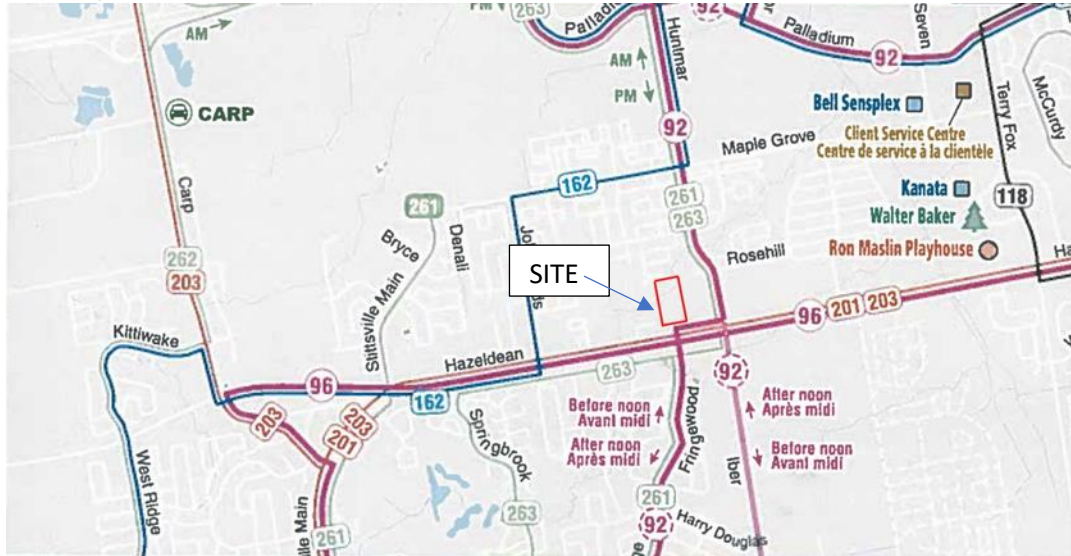 AM
PM
263
Palladium
92
Huntmar
AM
PM
92
Palladium
92
Seven
Terry Fox
McCurdy
CARP
Carp
262
203
Bell Sensplex
Client Service Centre
Centre de service à la clientèle
Kanata
Walter Baker
Ron Maslin Playhouse
118
Maple Grove
162
261
263
Rosehill
261
Bryce
Denali
Stittsville Main
SITE
Kittiwake
West Ridge
Hazeldean
96
162
263
96
201
203
203
203
201
261
Springbrook
263
Before noon
Avant midi
After noon
Après midi
Fringewood
92
Iber
After noon
Après midi
Before noon
Avant midi
261
92
Harry Douglas